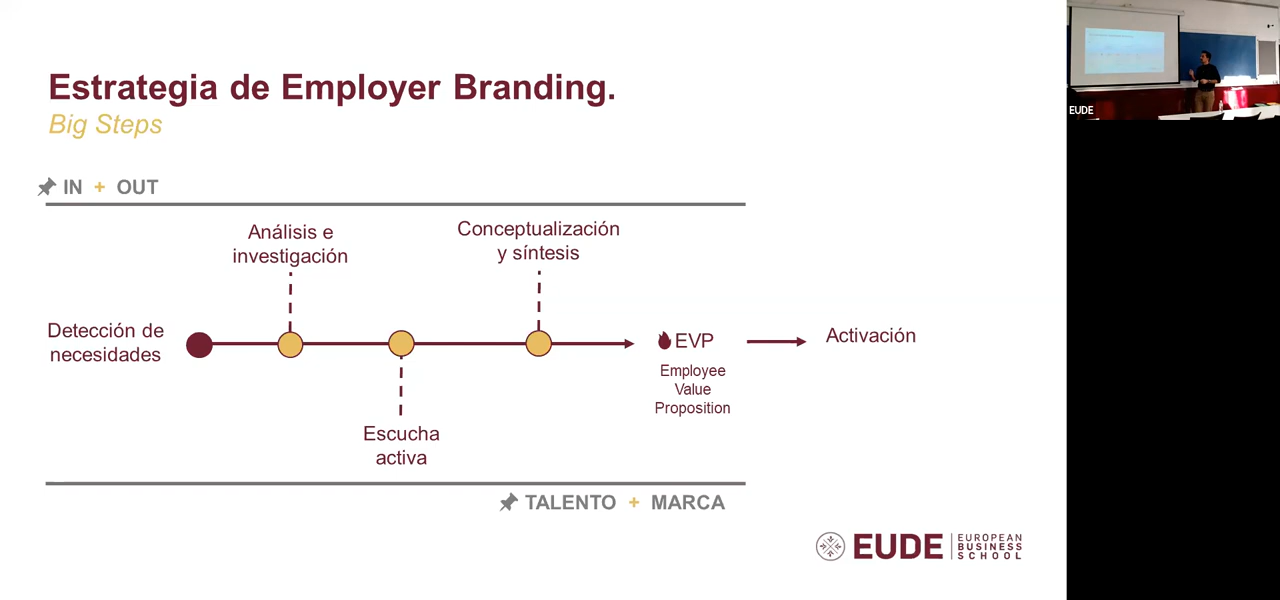 Estrategia de Employer Branding.
Big Steps
IN + OUT
Análisis e
investigación
Conceptualización
y síntesis
Detección de
necesidades
EVP
Employee
Value
Proposition
Activación
Escucha
activa
TALENTO + MARCA
EUDE
EUROPEAN
BUSINESS
SCHOOL
EUDE